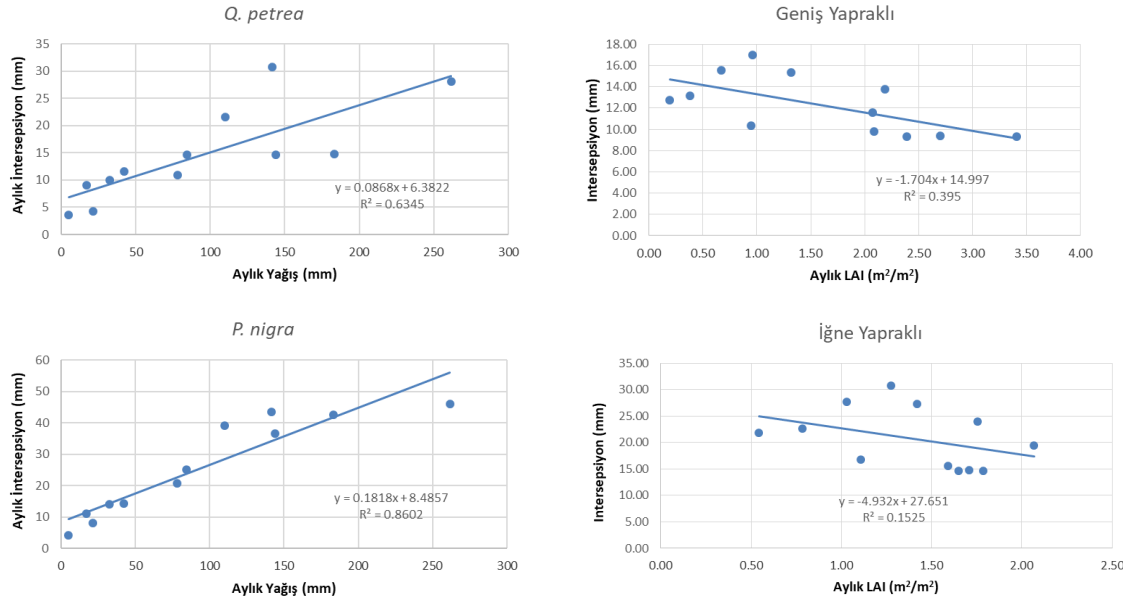 Q. petrea
35
30
25
20
15
10
5
0
0 50 100 150 200 250 300
Aylık İntersepsiyon (mm)
Aylık Yağış (mm)
y = 0.0868x + 6.3822
R² = 0.6345
Geniş Yapraklı
18.00
16.00
14.00
12.00
10.00
8.00
6.00
4.00
2.00
0.00
0.00 0.50 1.00 1.50 2.00 2.50 3.00 3.50 4.00
Intersepsiyon (mm)
Aylık LAI (m²/m²)
y = -1.704x + 14.997
R² = 0.395
P. nigra
60
50
40
30
20
10
0
0 50 100 150 200 250 300
Aylık İntersepsiyon (mm)
Aylık Yağış (mm)
y = 0.1818x + 8.4857
R² = 0.8602
İğne Yapraklı
35.00
30.00
25.00
20.00
15.00
10.00
5.00
0.00
0.00 0.50 1.00 1.50 2.00 2.50
Intersepsiyon (mm)
Aylık LAI (m²/m²)
y = -4.932x + 27.651
R² = 0.1525